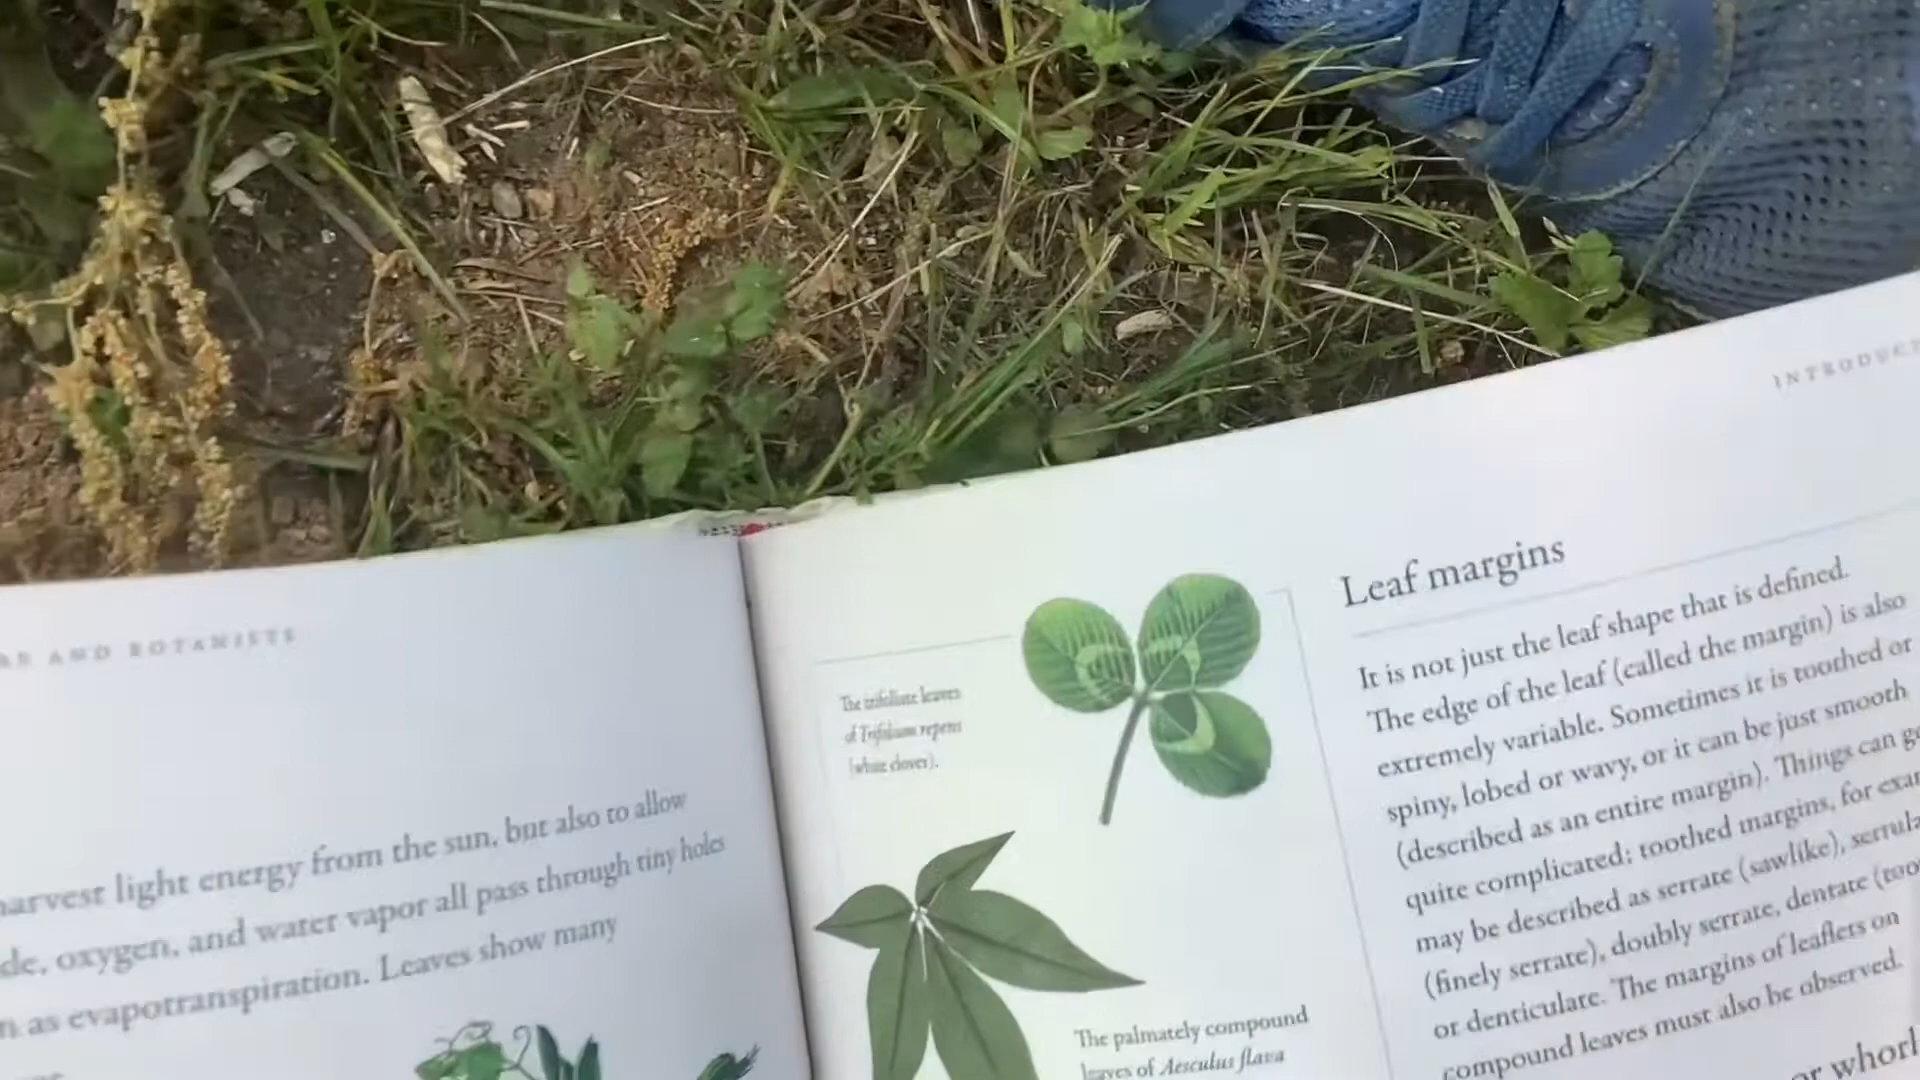 AND BOTANISTS
harvest light energy from the sun, but also to allow
de, oxygen, and water vapor all pass through tiny holes
n as evapotranspiration. Leaves show many
INTRODUCT
The trifoliate leaves
of Trifolium repens
(white clover).
The palmately compound
leaves of Aesculus flava
Leaf margins
It is not just the leaf shape that is defined.
The edge of the leaf (called the margin) is also
extremely variable. Sometimes it is toothed or
spiny, lobed or wavy, or it can be just smooth
(described as an entire margin). Things can g
quite complicated; toothed margins, for exa
may be described as serrate (sawlike), serrula
(finely serrate), doubly serrate, dentate (too
or denticulate. The margins of leaflets on
compound leaves must also be observed.
or whorl